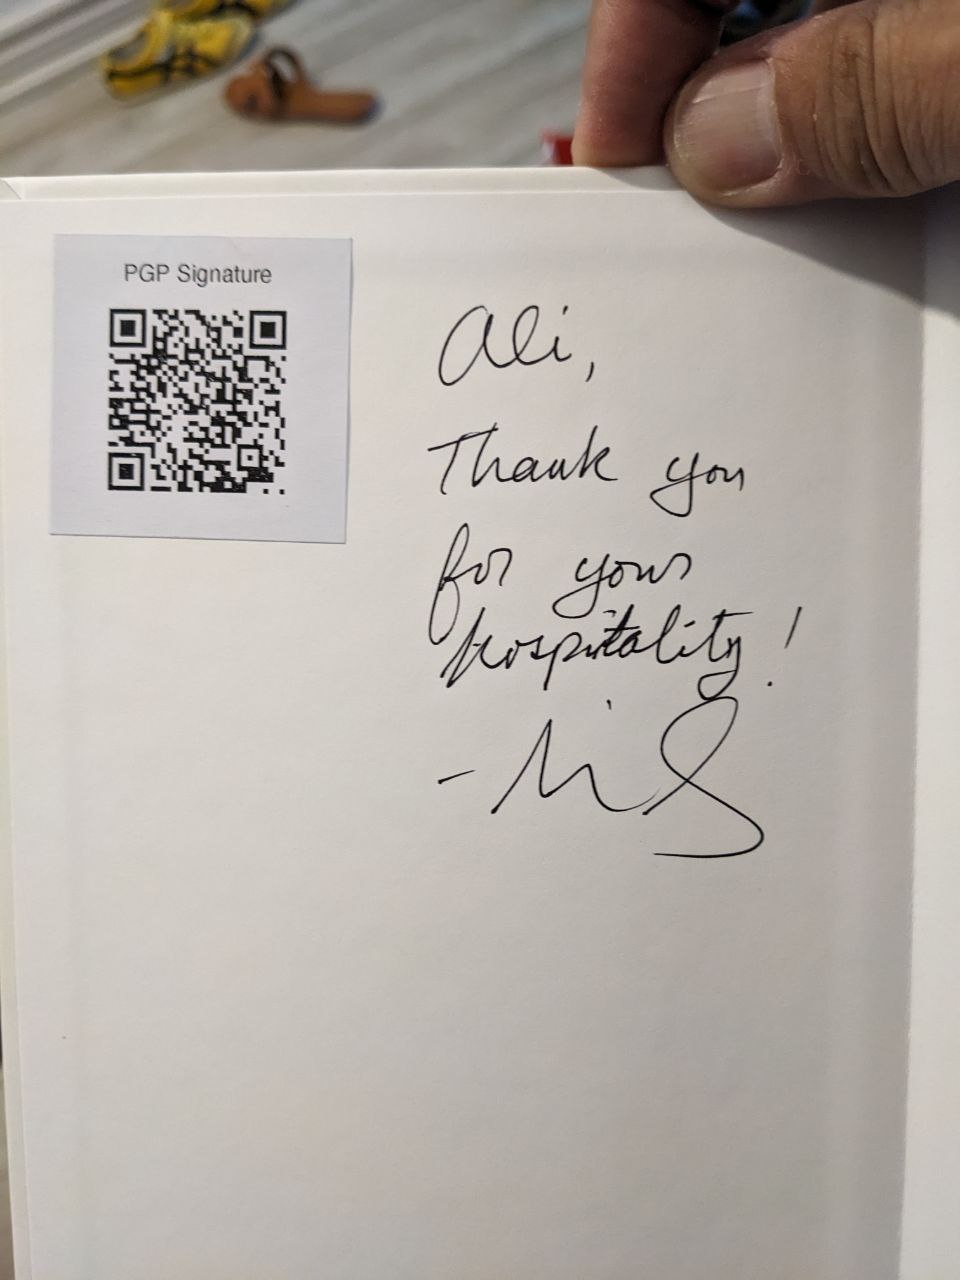 PGP Signature
Ali,
Thank you
for your
hospitality!